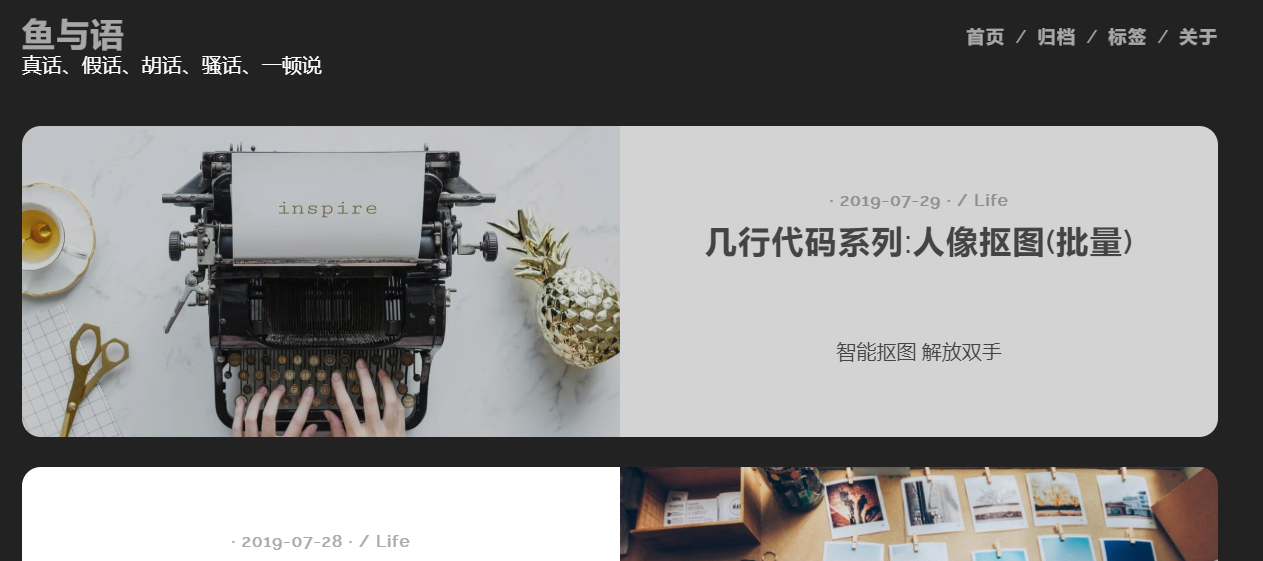 鱼与语
首页 / 归档 / 标签 / 关于
真话、假话、胡话、骚话、一顿说
inspire
· 2019-07-29 · / Life
几行代码系列:人像抠图(批量)
智能抠图 解放双手
· 2019-07-28 · / Life